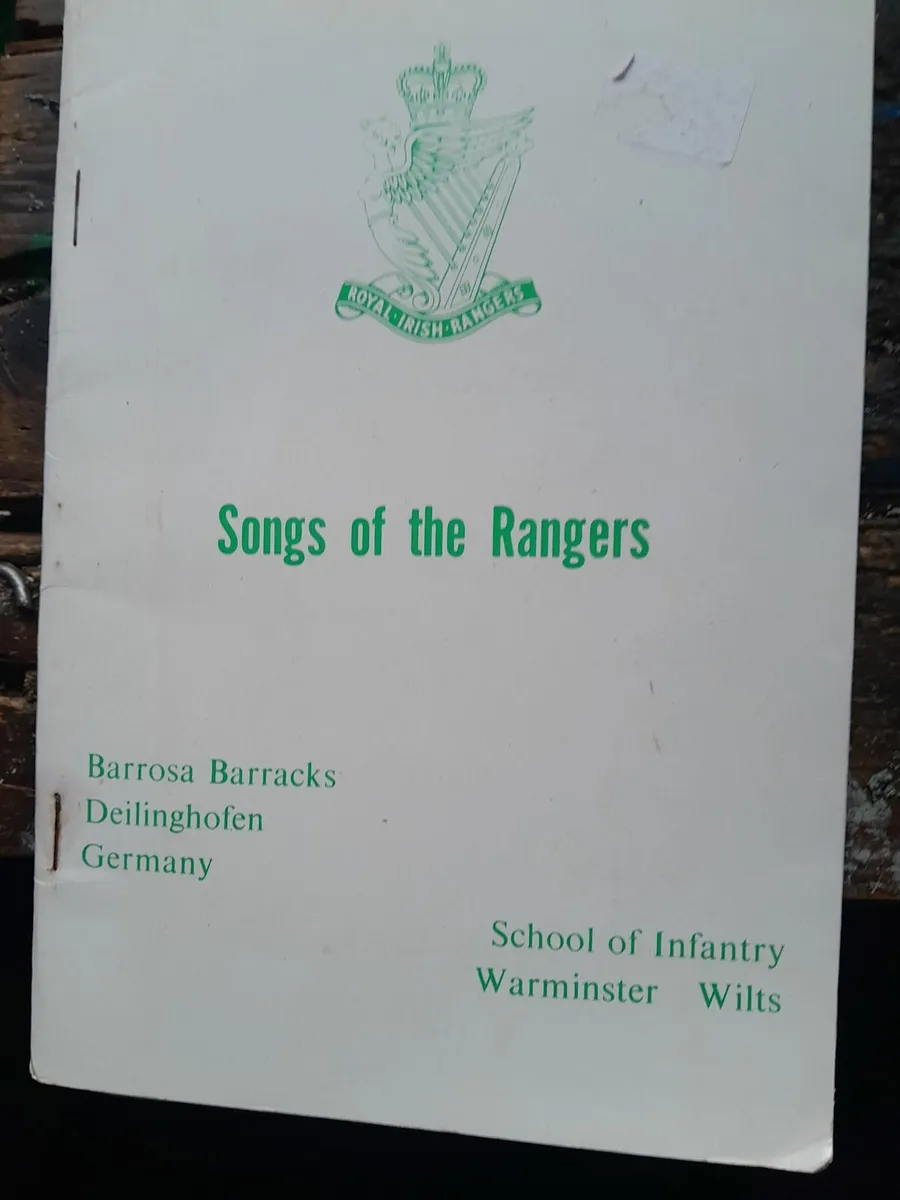 ROYAL·IRISH·RANGERS
Songs of the Rangers
Barrosa Barracks
Deilinghofen
Germany
School of Infantry
Warminster Wilts